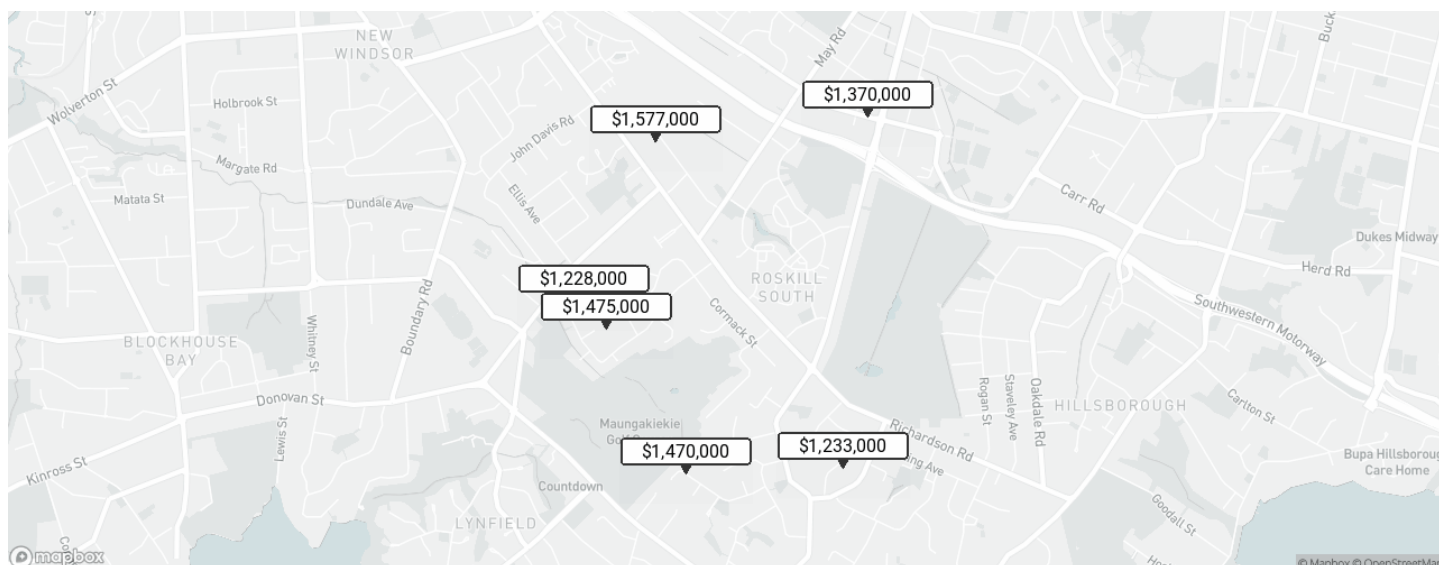 NEW
WINDSOR
Wolverton St
Holbrook St
May Rd
$1,370,000
$1,577,000
John Davis Rd
Margate Rd
Matata St
Dundale Ave
Ellis Ave
Carr Rd
Dukes Midway
Herd Rd
$1,228,000
ROSKILL
SOUTH
$1,475,000
Cormack St
Southwestern Motorway
Boundary Rd
Whitney St
BLOCKHOUSE
BAY
Donovan St
Lewis St
Rogan St
Staveley Ave
Oakdale Rd
HILLSBOROUGH
Carlton St
Maungakiekie
Richardson Rd
$1,470,000
$1,233,000
Kinross St
Bupa Hillsboroug
Care Home
Countdown
LYNFIELD
Goodall St
mapbox
© Mapbox © OpenStreetMa